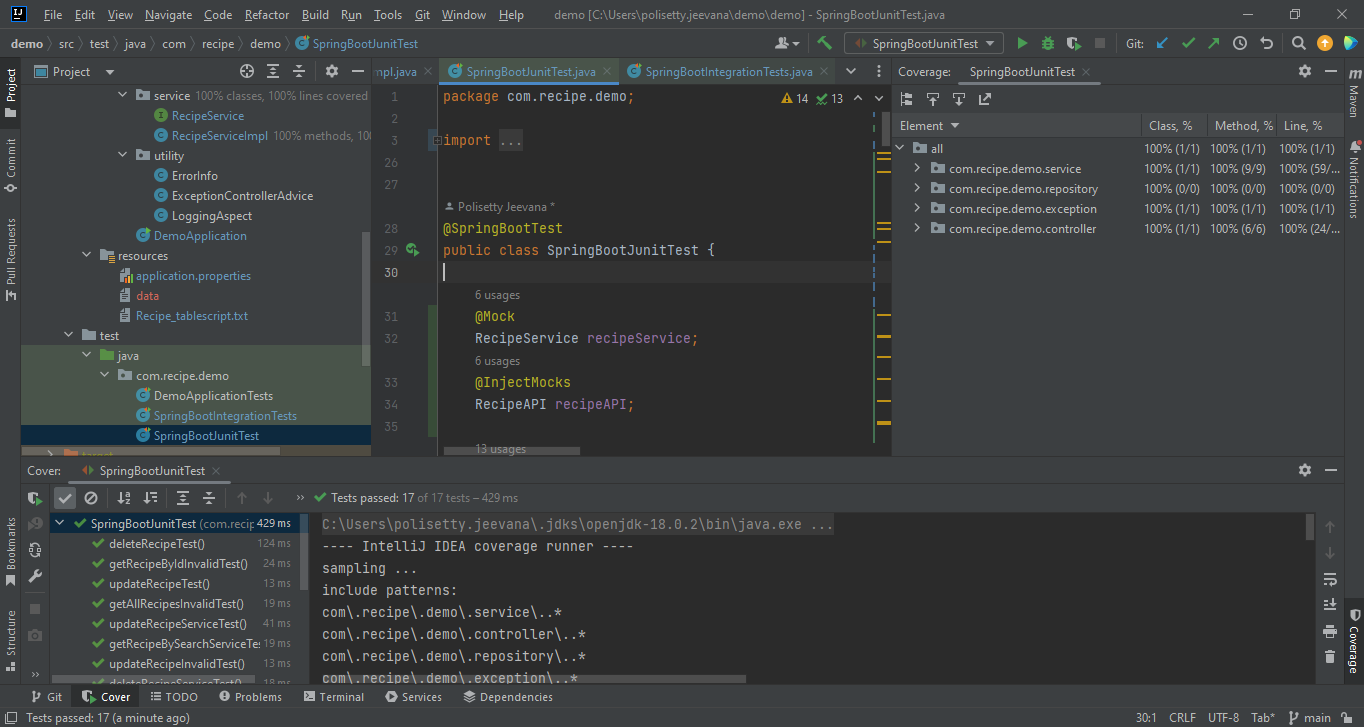 File Edit View Navigate Code Refactor Build Run Tools Git Window Help demo [C:\Users\polisetty.jeevana\demo\demo] - SpringBootJunitTest.java
demo src test java com recipe demo SpringBootJunitTest
SpringBootJunitTest
Git:
Project
mpl.java
SpringBootJunitTest.java
SpringBootIntegrationTests.java
Coverage:
SpringBootJunitTest
Project
Commit
Pull Requests
Bookmarks
Structure
service 100% classes, 100% lines covered
RecipeService
RecipeServiceImpl 100% methods, 100
utility
ErrorInfo
ExceptionControllerAdvice
LoggingAspect
DemoApplication
resources
application.properties
data
Recipe_tablescript.txt
test
java
com.recipe.demo
DemoApplicationTests
SpringBootIntegrationTests
SpringBootJunitTest
target
14 13
1 package com.recipe.demo;
2
3 import ...
26
27
Polisetty Jeevana *
28 @SpringBootTest
29 public class SpringBootJunitTest {
30
6 usages
31 @Mock
32 RecipeService recipeService;
6 usages
33 @InjectMocks
34 RecipeAPI recipeAPI;
35
13 usages
Element Class, % Method, % Line, %
all 100% (1/1) 100% (1/1) 100% (1/1)
com.recipe.demo.service 100% (1/1) 100% (9/9) 100% (59/...
com.recipe.demo.repository 100% (0/0) 100% (0/0) 100% (0/0)
com.recipe.demo.exception 100% (1/1) 100% (1/1) 100% (1/1)
com.recipe.demo.controller 100% (1/1) 100% (6/6) 100% (24/...
m
Maven
Notifications
Coverage
Cover: SpringBootJunitTest
Tests passed: 17 of 17 tests – 429 ms
SpringBootJunitTest (com.recip 429 ms
deleteRecipeTest() 124 ms
getRecipeByIdInvalidTest() 24 ms
updateRecipeTest() 13 ms
getAllRecipesInvalidTest() 19 ms
updateRecipeServiceTest() 41 ms
getRecipeBySearchServiceTe 19 ms
updateRecipeInvalidTest() 13 ms
deleteRecipeServiceTest() 18 ms
C:\Users\polisetty.jeevana\.jdks\openjdk-18.0.2\bin\java.exe ...
---- IntelliJ IDEA coverage runner ----
sampling ...
include patterns:
com\.recipe\.demo\.service\..*
com\.recipe\.demo\.controller\..*
com\.recipe\.demo\.repository\..*
com\.recipe\.demo\.exception\..*
Git Cover TODO Problems Terminal Services Dependencies
Tests passed: 17 (a minute ago)
30:1 CRLF UTF-8 Tab* main